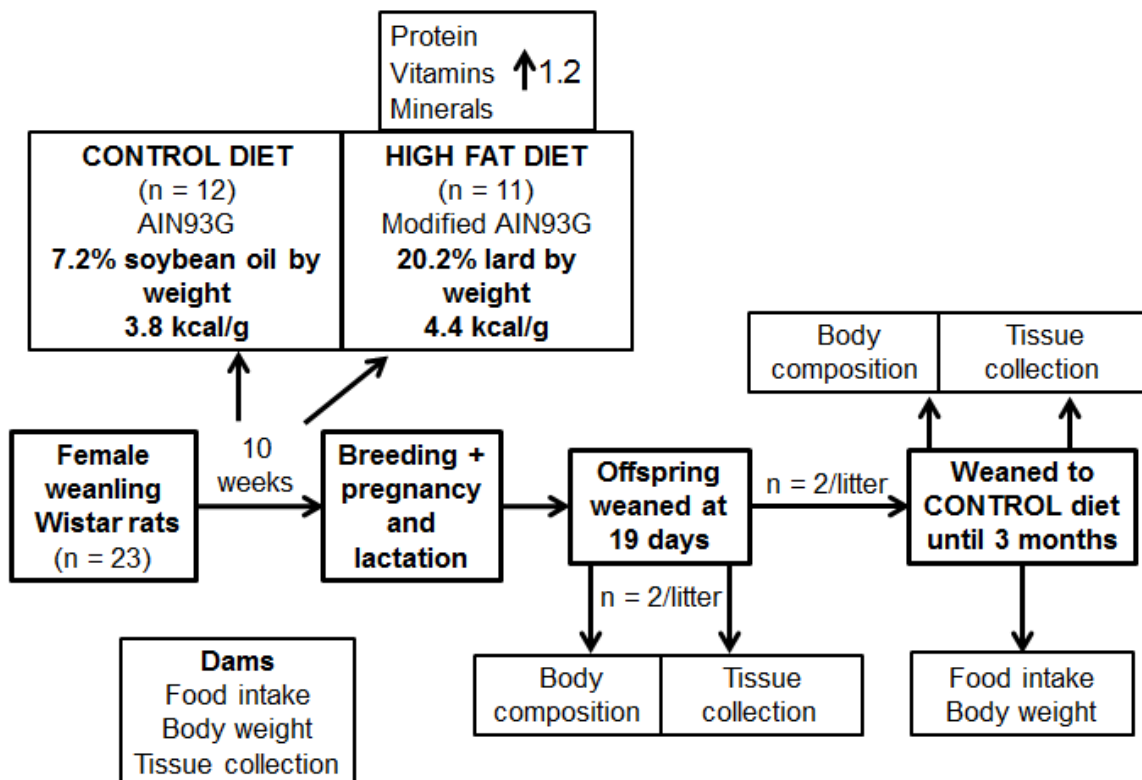 Protein
Vitamins
Minerals
1.2
CONTROL DIET
(n = 12)
AIN93G
7.2% soybean oil by
weight
3.8 kcal/g
HIGH FAT DIET
(n = 11)
Modified AIN93G
20.2% lard by
weight
4.4 kcal/g
Body
composition
Tissue
collection
Female
weanling
Wistar rats
(n = 23)
10
weeks
Breeding +
pregnancy
and
lactation
Offspring
weaned at
19 days
n = 2/litter
Weaned to
CONTROL diet
until 3 months
n = 2/litter
Dams
Food intake
Body weight
Tissue collection
Body
composition
Tissue
collection
Food intake
Body weight